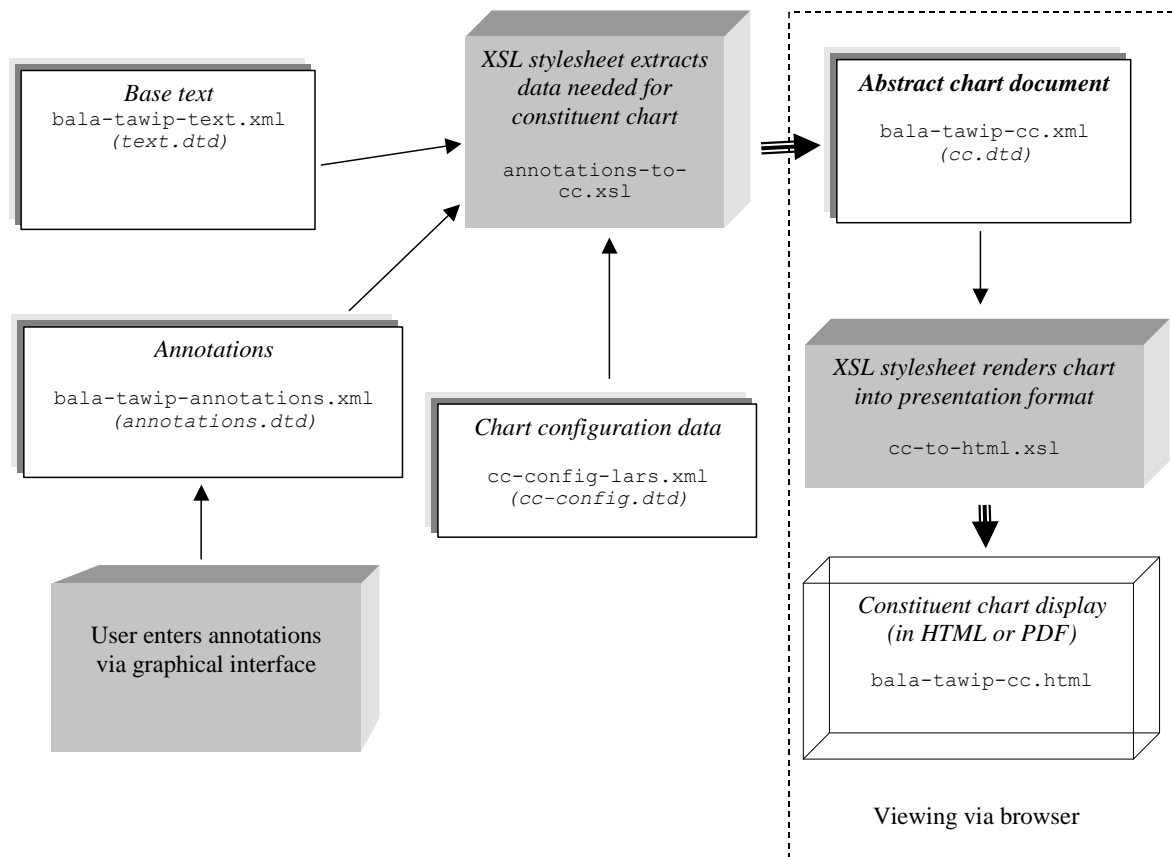 Base text
bala-tawip-text.xml
(text.dtd)
XSL stylesheet extracts
data needed for
constituent chart
annotations-to-
cc.xsl
Abstract chart document
bala-tawip-cc.xml
(cc.dtd)
Annotations
bala-tawip-annotations.xml
(annotations.dtd)
Chart configuration data
cc-config-lars.xml
(cc-config.dtd)
XSL stylesheet renders chart
into presentation format
cc-to-html.xsl
User enters annotations
via graphical interface
Constituent chart display
(in HTML or PDF)
bala-tawip-cc.html
Viewing via browser